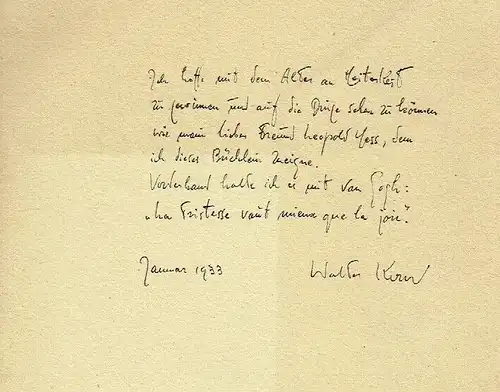 Ich hoffe mit dem Alter an Heiterkeit
zu gewinnen und auf die Dinge sehen zu können
wie mein lieber Freund Leopold Hess, dem
ich dieses Büchlein zueigne.
Vorderhand halte ich es mit van Gogh:
„La tristesse vaut mieux que la joie".
Januar 1933
Walter Kern